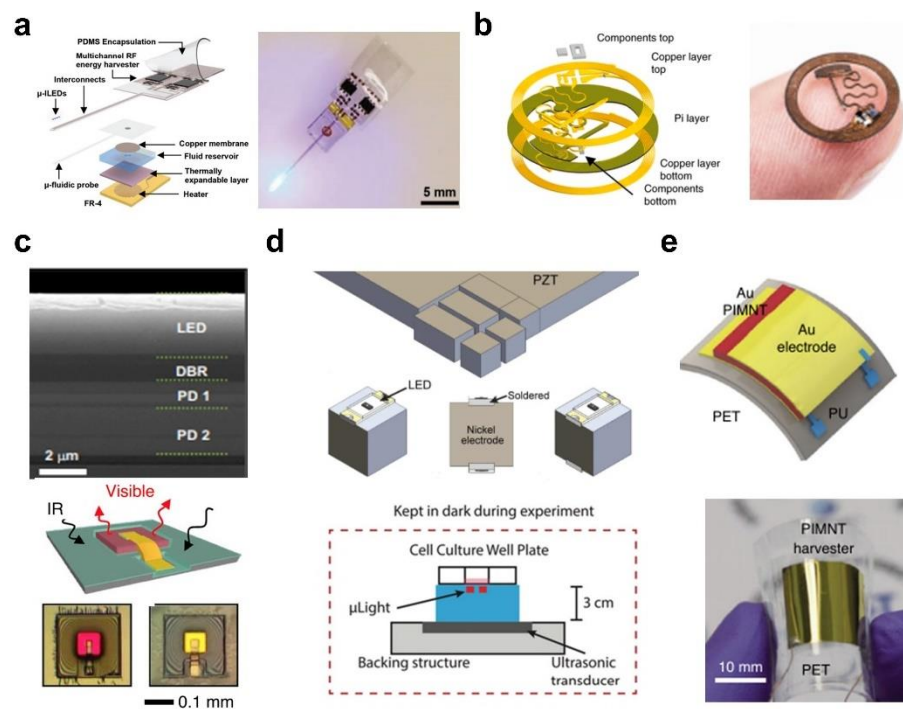 a
PDMS Encapsulation
Multichannel RF
energy harvester
Interconnects
μ-ILEDs
Copper membrane
Fluid reservoir
Thermally
expandable layer
Heater
μ-fluidic probe
FR-4
5 mm
b
Components top
Copper layer
top
Pi layer
Copper layer
bottom
Components
bottom
c
LED
DBR
PD 1
PD 2
2 μm
Visible
IR
0.1 mm
d
PZT
LED
Soldered
Nickel
electrode
Kept in dark during experiment
Cell Culture Well Plate
μLight
3 cm
Backing structure
Ultrasonic
transducer
e
Au
PIMNT
Au
electrode
PET
PU
PIMNT
harvester
10 mm
PET